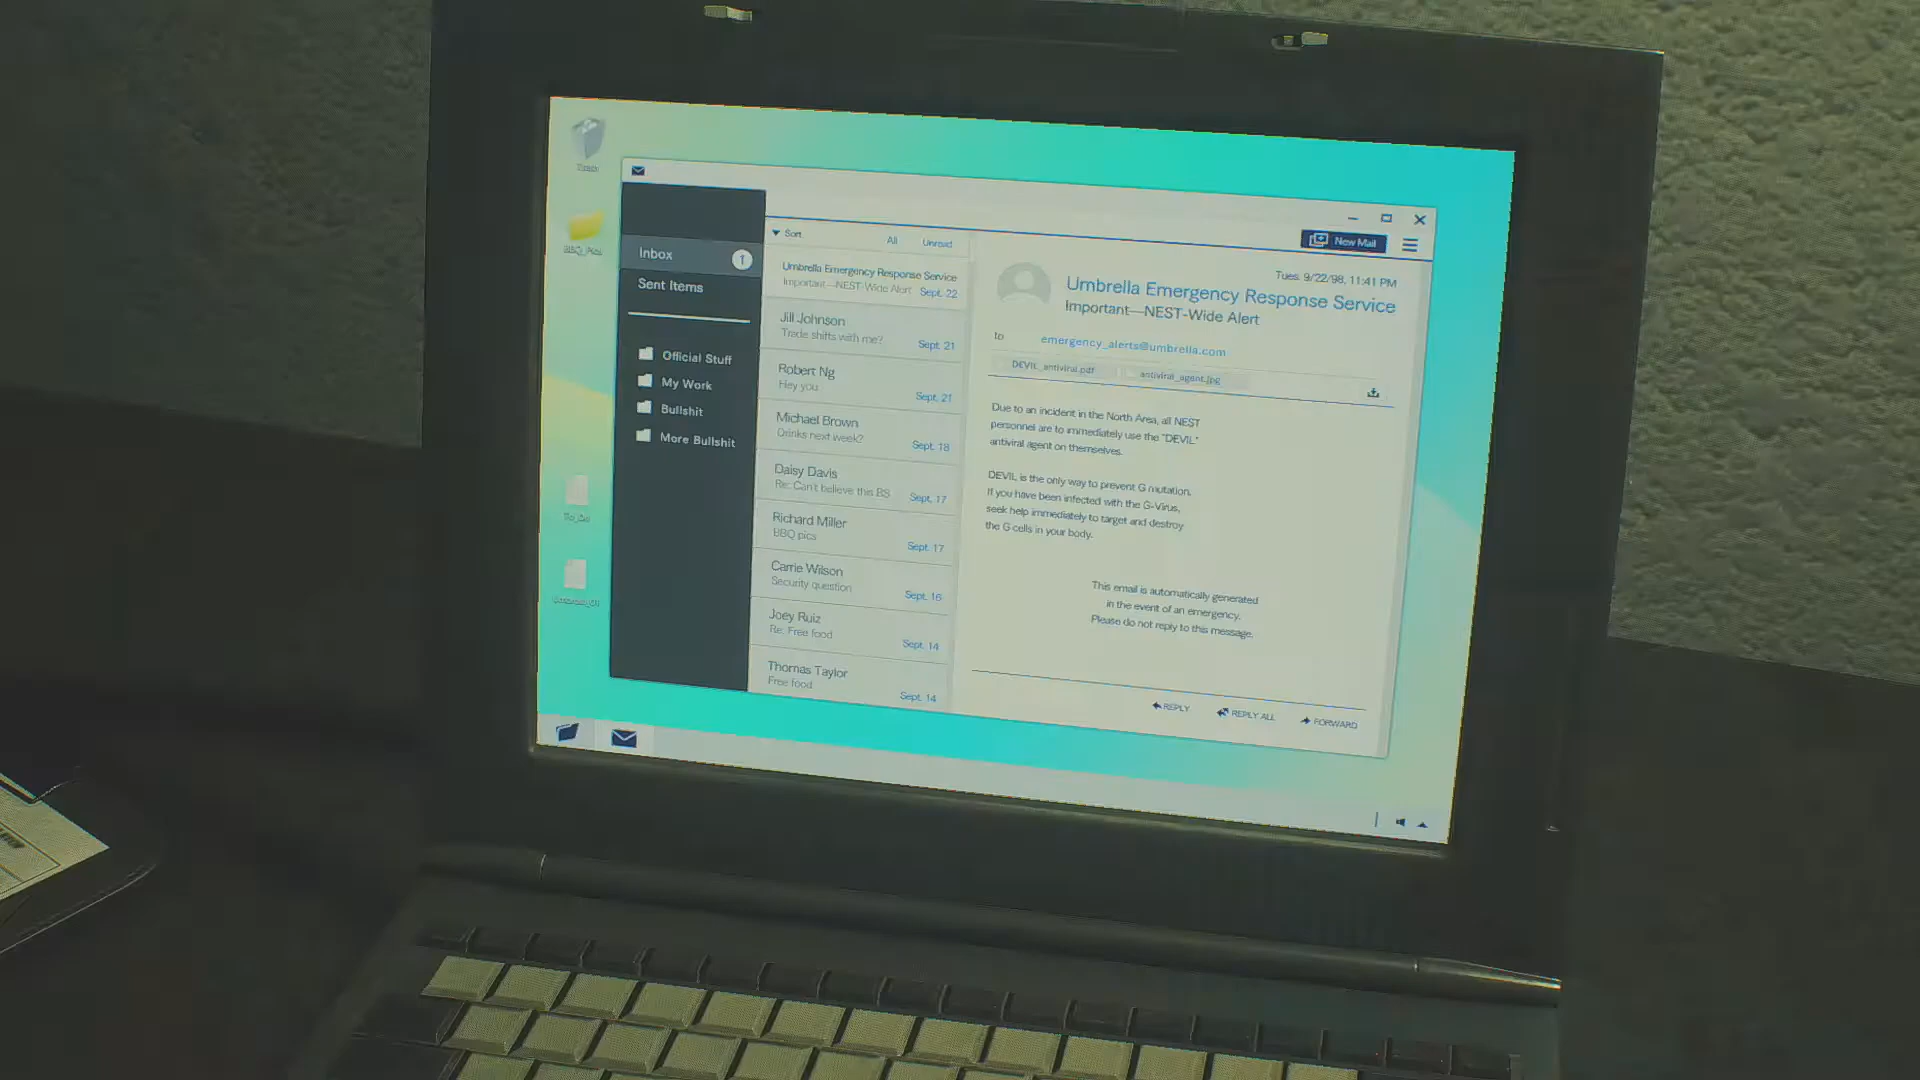 Trash
BBQ_Pics
Inbox
1
Sent Items
Official Stuff
My Work
Bullshit
More Bullshit
Sort
All
Unread
Umbrella Emergency Response Service
Important—NEST-Wide Alert
Sept. 22
Jill Johnson
Trade shifts with me?
Sept. 21
Robert Ng
Hey you
Sept. 21
Michael Brown
Drinks next week?
Sept. 18
Daisy Davis
Re: Can't believe this BS
Sept. 17
Richard Miller
BBQ pics
Sept. 17
Carrie Wilson
Security question
Sept. 16
Joey Ruiz
Re: Free food
Sept. 14
Thomas Taylor
Free food
Sept. 14
New Mail
Tues. 9/22/98, 11:41 PM
Umbrella Emergency Response Service
Important—NEST-Wide Alert
to emergency_alerts@umbrella.com
DEVIL_antiviral.pdf
antiviral_agent.jpg
Due to an incident in the North Area, all NEST
personnel are to immediately use the "DEVIL"
antiviral agent on themselves.
DEVIL is the only way to prevent G mutation.
If you have been infected with the G-Virus,
seek help immediately to target and destroy
the G cells in your body.
This email is automatically generated
in the event of an emergency.
Please do not reply to this message.
REPLY
REPLY ALL
FORWARD